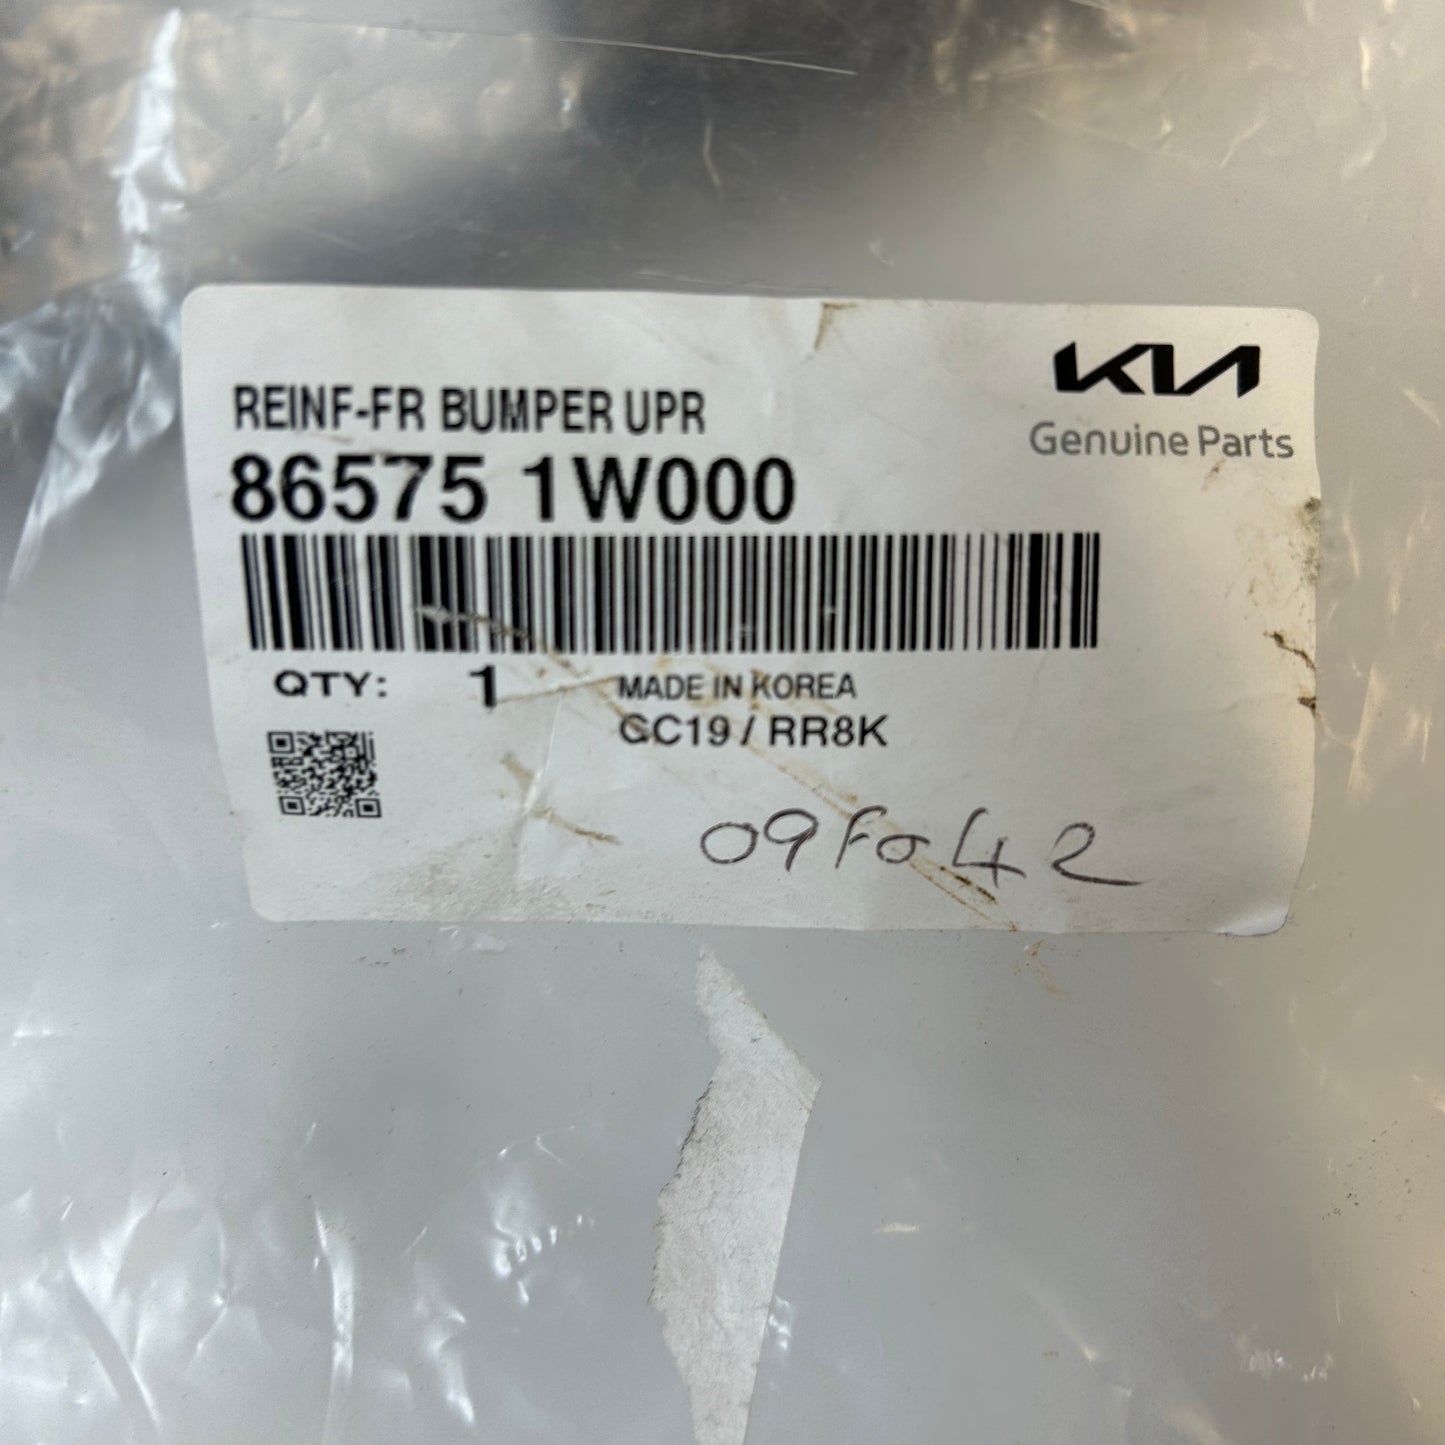 REINF-FR BUMPER UPR
KIA
Genuine Parts
86575 1W000
QTY: 1
MADE IN KOREA
GC19 / RR8K
09F042